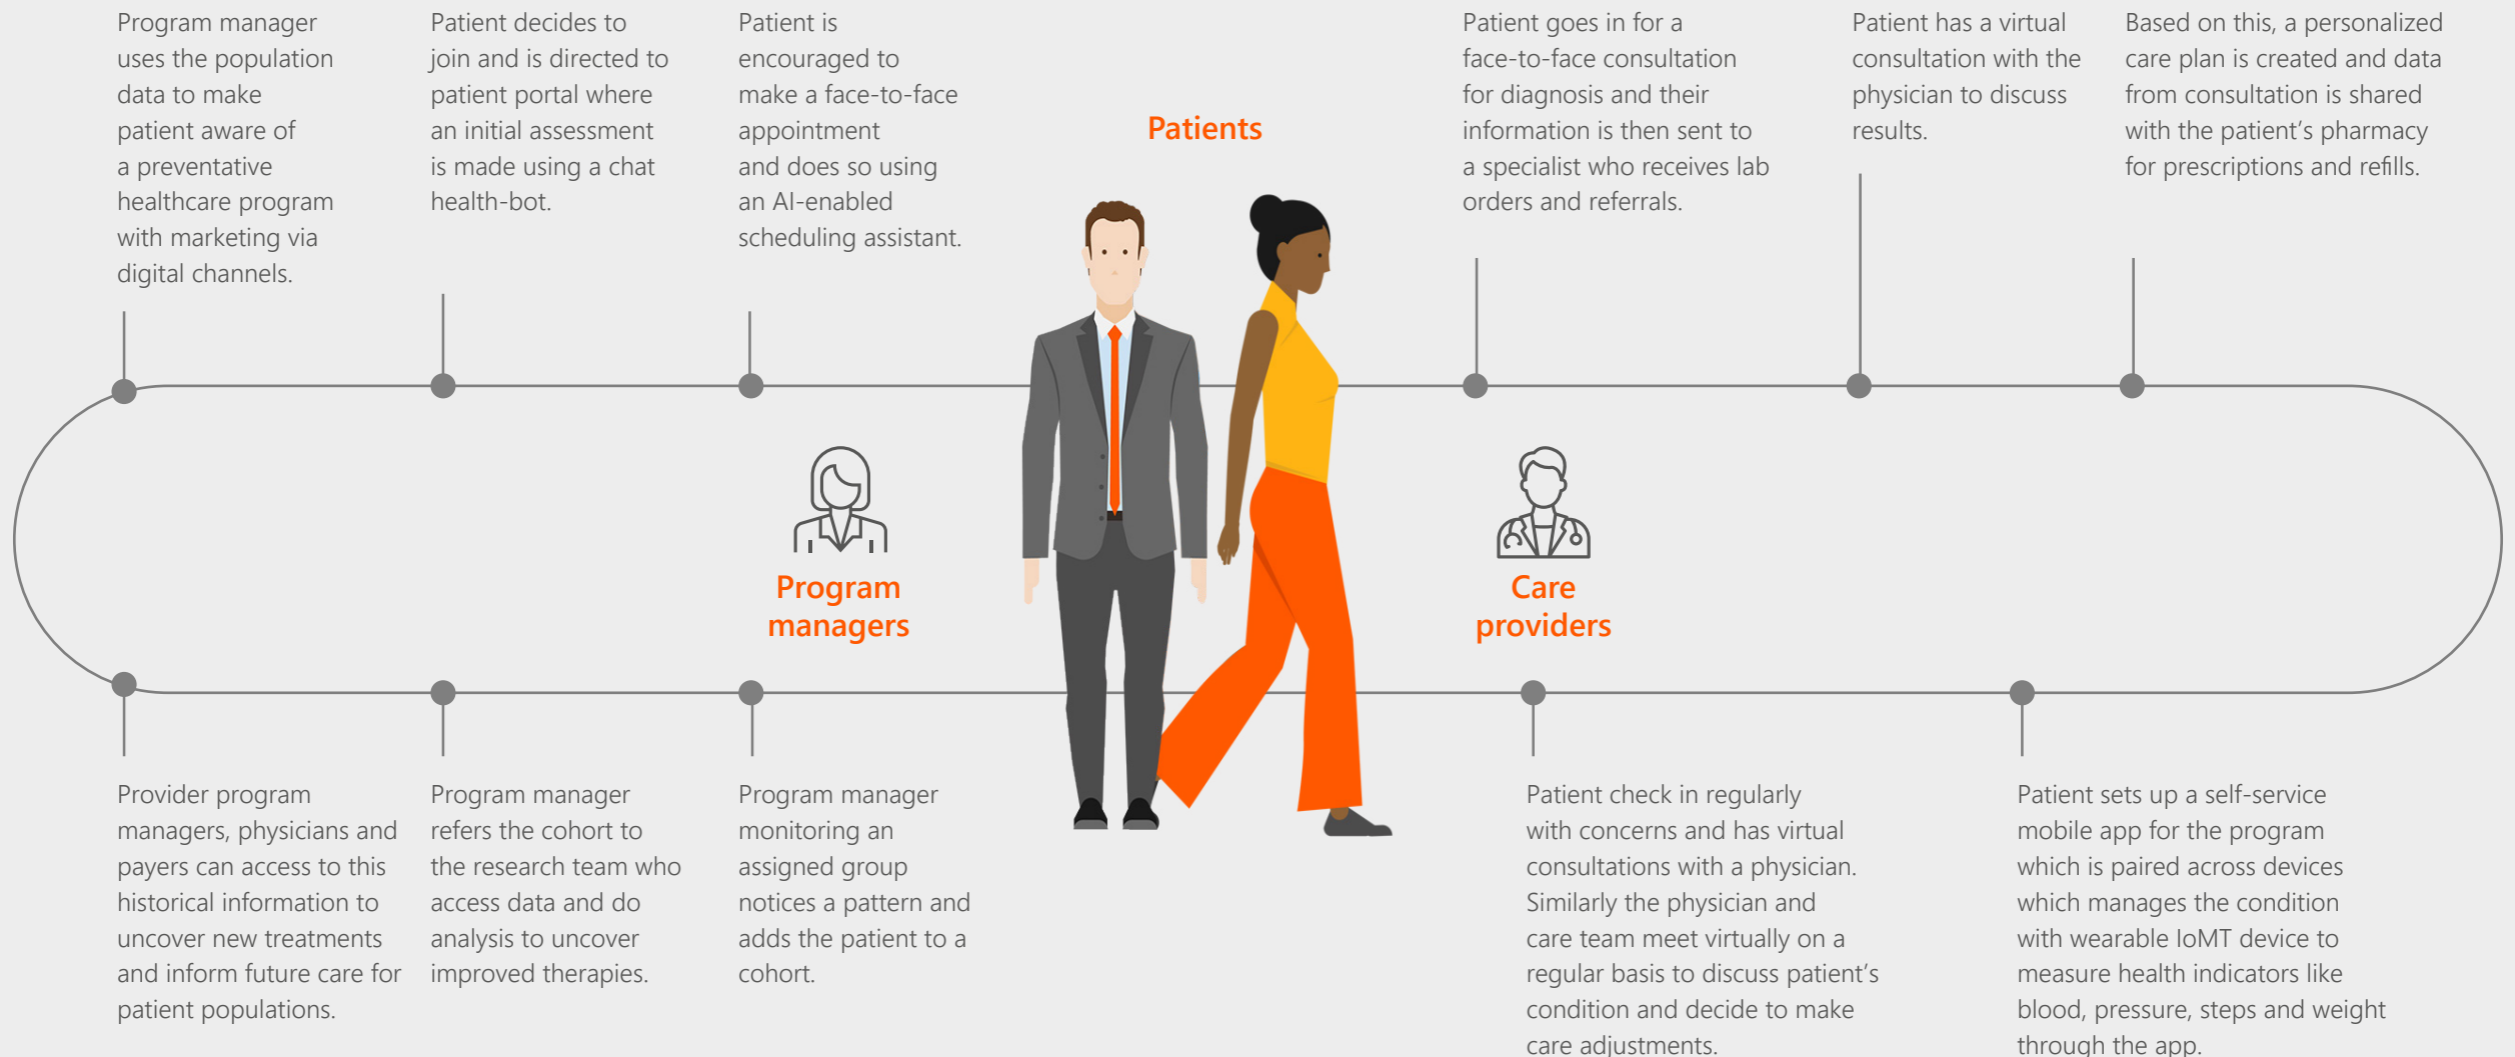 Program manager
uses the population
data to make
patient aware of
a preventative
healthcare program
with marketing via
digital channels.
Patient decides to
join and is directed to
patient portal where
an initial assessment
is made using a chat
health-bot.
Patient is
encouraged to
make a face-to-face
appointment
and does so using
an AI-enabled
scheduling assistant.
Patients
Patient goes in for a
face-to-face consultation
for diagnosis and their
information is then sent to
a specialist who receives lab
orders and referrals.
Patient has a virtual
consultation with the
physician to discuss
results.
Based on this, a personalized
care plan is created and data
from consultation is shared
with the patient's pharmacy
for prescriptions and refills.
Program
managers
Care
providers
Provider program
managers, physicians and
payers can access to this
historical information to
uncover new treatments
and inform future care for
patient populations.
Program manager
refers the cohort to
the research team who
access data and do
analysis to uncover
improved therapies.
Program manager
monitoring an
assigned group
notices a pattern and
adds the patient to a
cohort.
Patient check in regularly
with concerns and has virtual
consultations with a physician.
Similarly the physician and
care team meet virtually on a
regular basis to discuss patient's
condition and decide to make
care adjustments.
Patient sets up a self-service
mobile app for the program
which is paired across devices
which manages the condition
with wearable IoMT device to
measure health indicators like
blood, pressure, steps and weight
through the app.